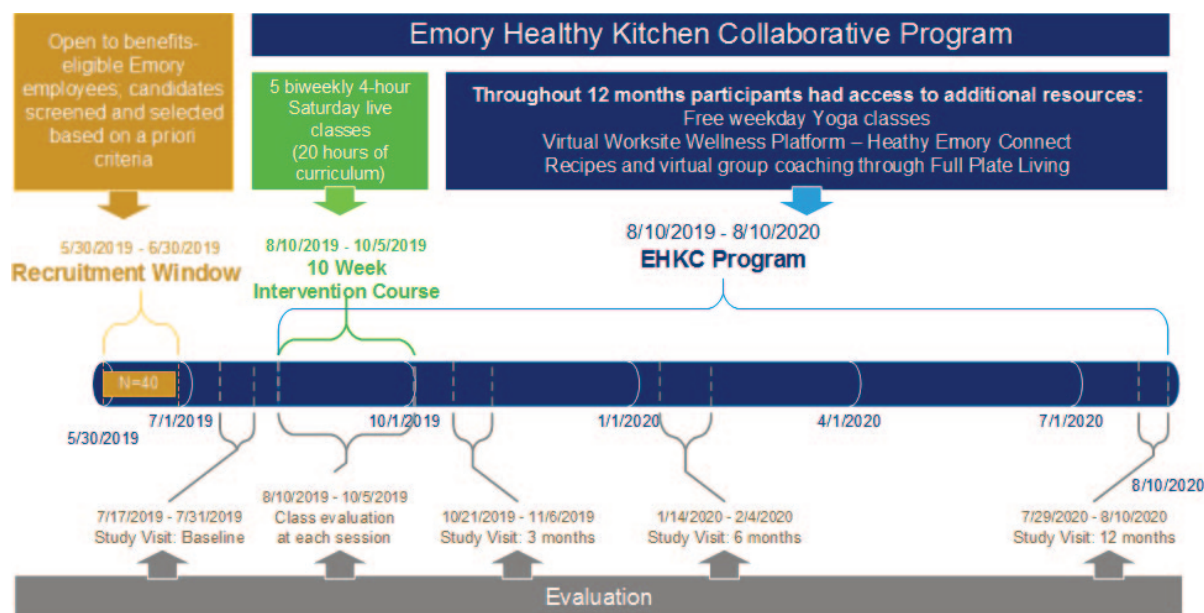 Open to benefits-
eligible Emory
employees; candidates
screened and selected
based on a priori
criteria
Emory Healthy Kitchen Collaborative Program
5 biweekly 4-hour
Saturday live
classes
(20 hours of
curriculum)
Throughout 12 months participants had access to additional resources:
Free weekday Yoga classes
Virtual Worksite Wellness Platform – Heathy Emory Connect
Recipes and virtual group coaching through Full Plate Living
5/30/2019 - 6/30/2019
Recruitment Window
8/10/2019 - 10/5/2019
10 Week
Intervention Course
8/10/2019 - 8/10/2020
EHKC Program
N=40
5/30/2019
7/1/2019
10/1/2019
1/1/2020
4/1/2020
7/1/2020
8/10/2020
7/17/2019 - 7/31/2019
Study Visit: Baseline
8/10/2019 - 10/5/2019
Class evaluation
at each session
10/21/2019 - 11/6/2019
Study Visit: 3 months
1/14/2020 - 2/4/2020
Study Visit: 6 months
7/29/2020 - 8/10/2020
Study Visit: 12 months
Evaluation